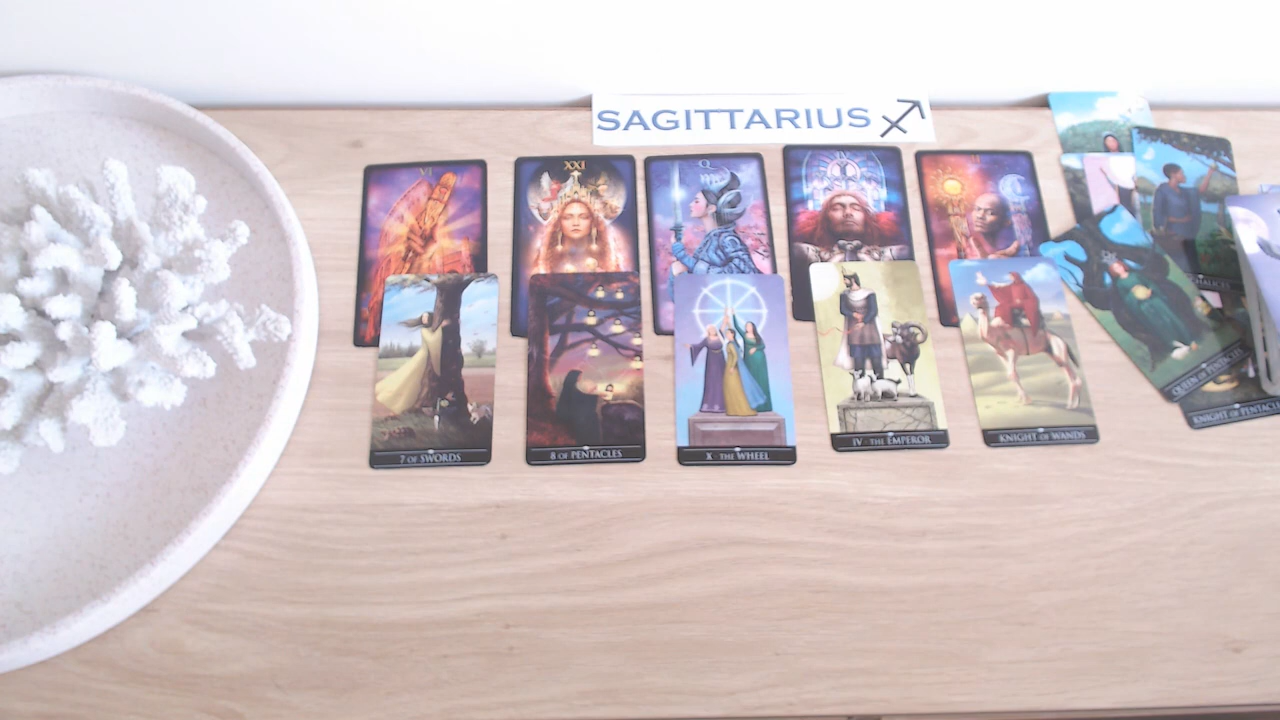 SAGITTARIUS ♐
VI
XXI
Q
IV
II
7 OF SWORDS
8 OF PENTACLES
X · THE WHEEL
IV · THE EMPEROR
KNIGHT OF WANDS
CHALICES
QUEEN OF PENTACLES
KNIGHT OF PENTACLES